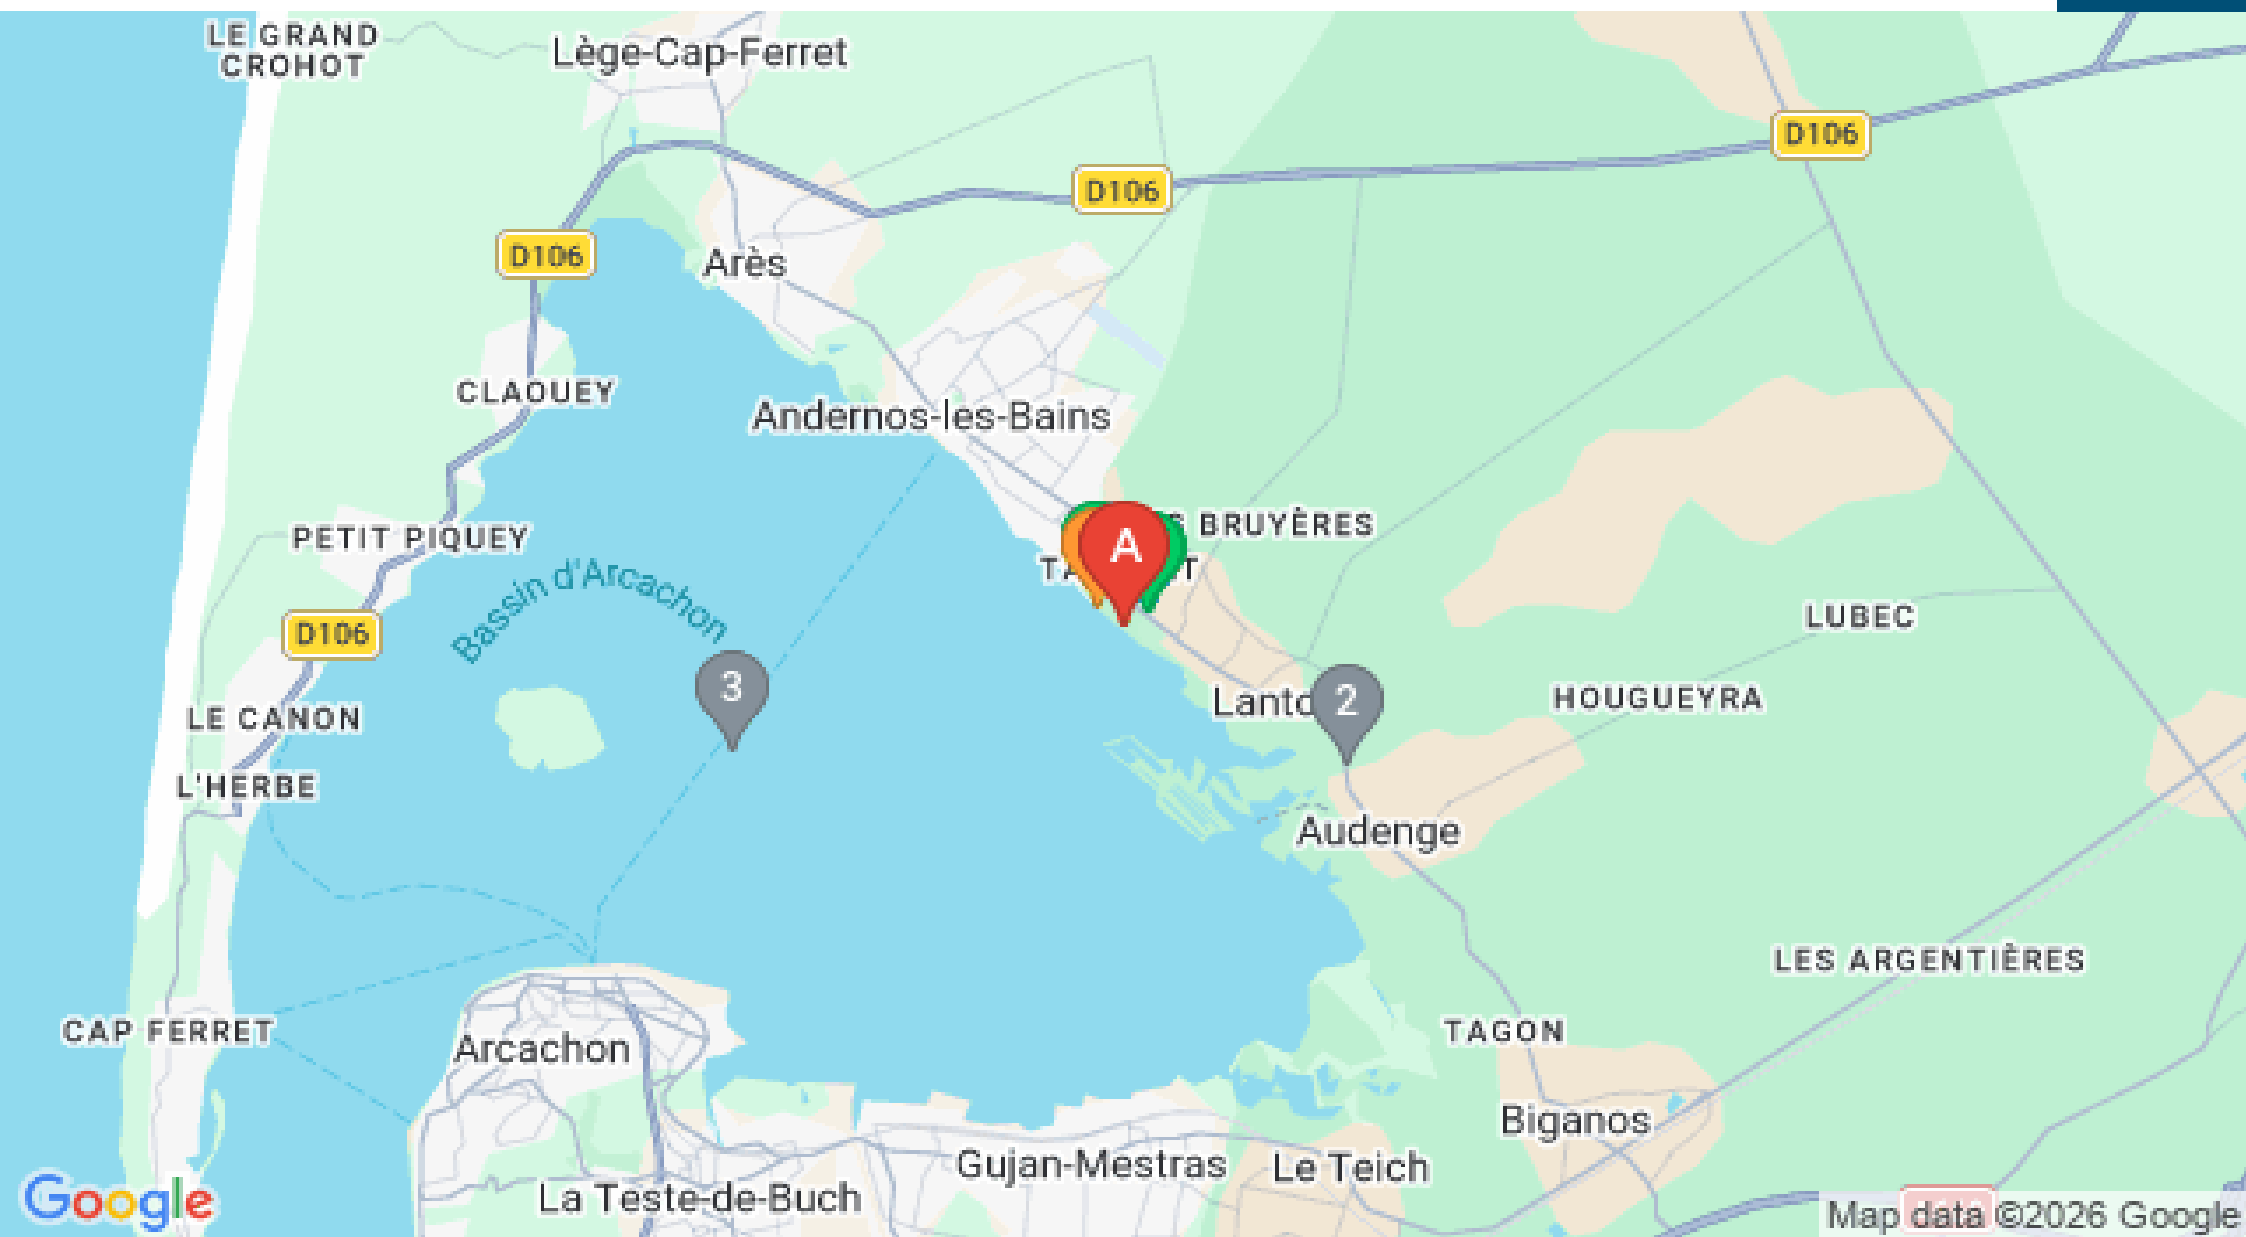 LE GRAND
CROHOT
Lège-Cap-Ferret
D106
D106
D106
Arès
CLAOUEY
Andernos-les-Bains
PETIT PIQUEY
BRUYÈRES
A
Bassin d'Arcachon
D106
LUBEC
3
2
LE CANON
HOUGUEYRA
L'HERBE
Audenge
LES ARGENTIÈRES
CAP FERRET
TAGON
Arcachon
Biganos
Gujan-Mestras
Le Teich
La Teste-de-Buch
Google
Map data ©2026 Google